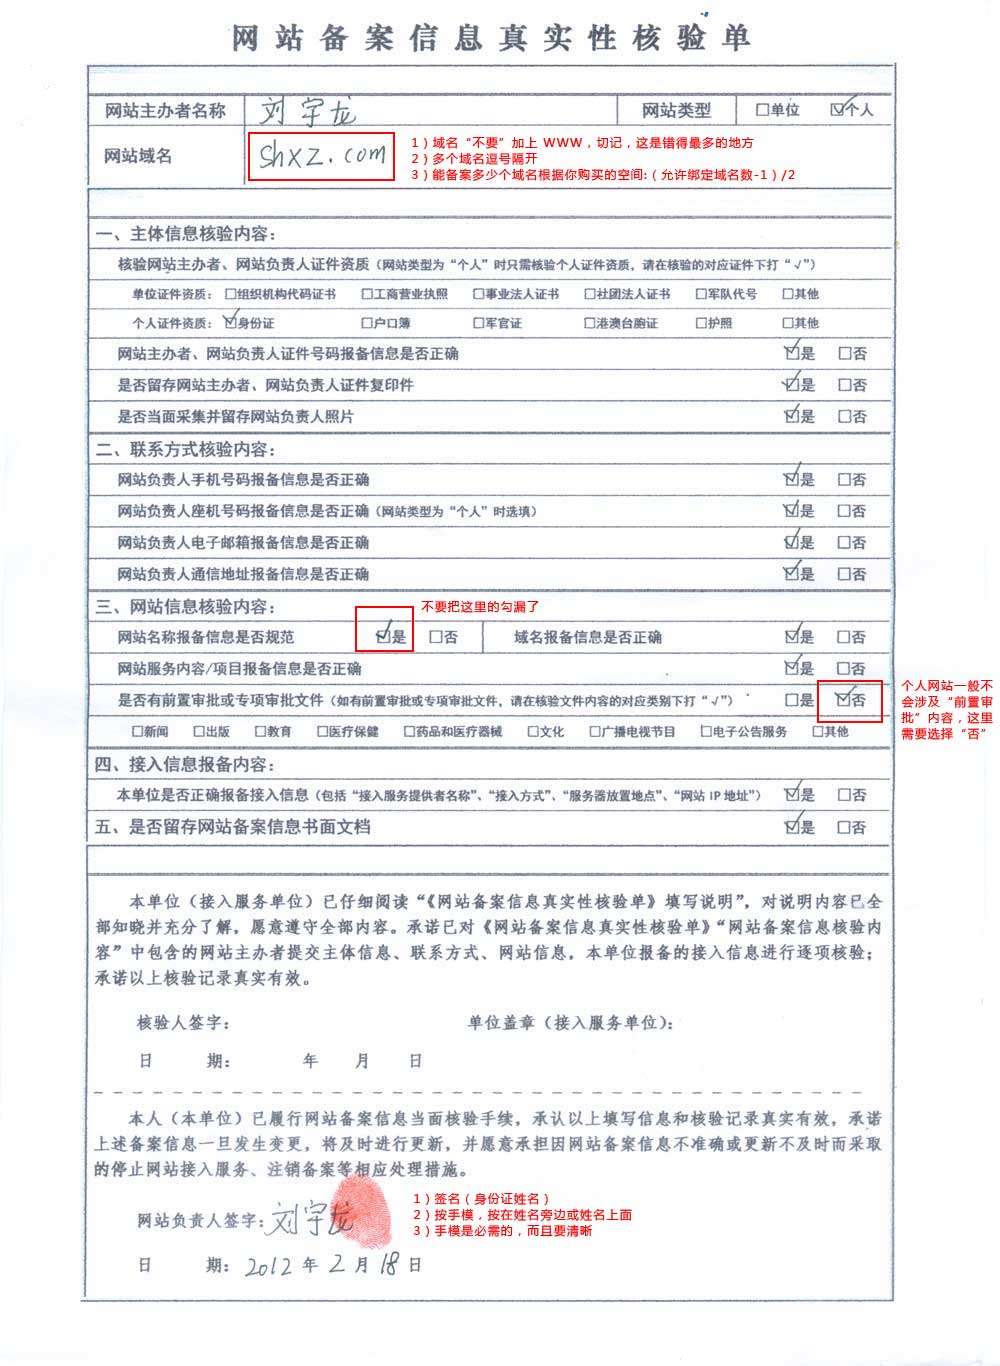 网站备案信息真实性核验单
网站主办者名称 刘宇龙 网站类型 □单位 ☑个人
网站域名 shxz.com
1）域名“不要”加上 WWW，切记，这是错得最多的地方
2）多个域名逗号隔开
3）能备案多少个域名根据你购买的空间:（允许绑定域名数-1）/2
一、主体信息核验内容：
核验网站主办者、网站负责人证件资质（网站类型为“个人”时只需核验个人证件资质，请在核验的对应证件下打“√”）
单位证件资质： □组织机构代码证书 □工商营业执照 □事业法人证书 □社团法人证书 □军队代号 □其他
个人证件资质： ☑身份证 □户口簿 □军官证 □港澳台胞证 □护照 □其他
网站主办者、网站负责人证件号码报备信息是否正确 ☑是 □否
是否留存网站主办者、网站负责人证件复印件 ☑是 □否
是否当面采集并留存网站负责人照片 ☑是 □否
二、联系方式核验内容：
网站负责人手机号码报备信息是否正确 ☑是 □否
网站负责人座机号码报备信息是否正确（网站类型为“个人”时选填） ☑是 □否
网站负责人电子邮箱报备信息是否正确 ☑是 □否
网站负责人通信地址报备信息是否正确 ☑是 □否
三、网站信息核验内容： 不要把这里的勾漏了
网站名称报备信息是否规范 ☑是 □否 域名报备信息是否正确 ☑是 □否
网站服务内容/项目报备信息是否正确 ☑是 □否
是否有前置审批或专项审批文件（如有前置审批或专项审批文件，请在核验文件内容的对应类别下打“√”） □是 ☑否
个人网站一般不
会涉及“前置审
批”内容，这里
需要选择“否”
□新闻 □出版 □教育 □医疗保健 □药品和医疗器械 □文化 □广播电视节目 □电子公告服务 □其他
四、接入信息报备内容：
本单位是否正确报备接入信息（包括“接入服务提供者名称”、“接入方式”、“服务器放置地点”、“网站 IP 地址”） ☑是 □否
五、是否留存网站备案信息书面文档 ☑是 □否
本单位（接入服务单位）已仔细阅读“《网站备案信息真实性核验单》填写说明”，对说明内容已全
部知晓并充分了解，愿意遵守全部内容。承诺已对《网站备案信息真实性核验单》“网站备案信息核验内
容”中包含的网站主办者提交主体信息、联系方式、网站信息，本单位报备的接入信息进行逐项核验；
承诺以上核验记录真实有效。
核验人签字： 单位盖章（接入服务单位）：
日 期： 年 月 日
本人（本单位）已履行网站备案信息当面核验手续，承认以上填写信息和核验记录真实有效，承诺
上述备案信息一旦发生变更，将及时进行更新，并愿意承担因网站备案信息不准确或更新不及时而采取
的停止网站接入服务、注销备案等相应处理措施。
网站负责人签字：刘宇龙
1）签名（身份证姓名）
2）按手模，按在姓名旁边或姓名上面
3）手模是必需的，而且要清晰
日 期：2012 年 2 月 18 日